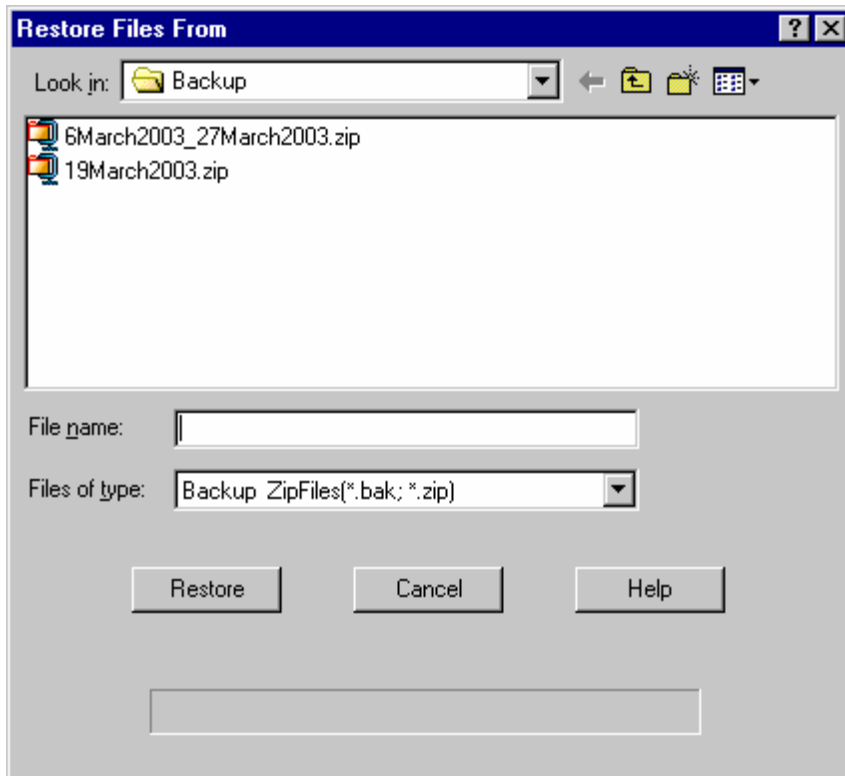 Restore Files From
Look in: Backup
6March2003_27March2003.zip
19March2003.zip
File name:
Files of type: Backup ZipFiles(*.bak; *.zip)
Restore Cancel Help